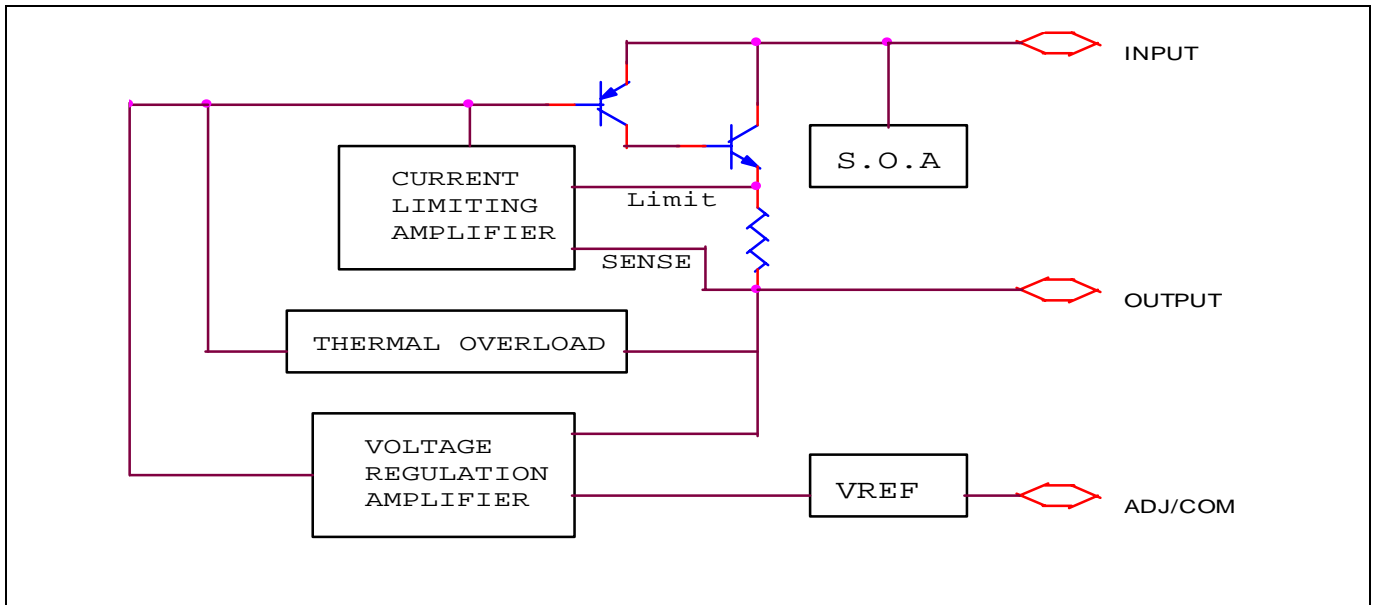 INPUT
S.O.A
CURRENT
LIMITING
AMPLIFIER
Limit
SENSE
OUTPUT
THERMAL OVERLOAD
VOLTAGE
REGULATION
AMPLIFIER
VREF
ADJ/COM